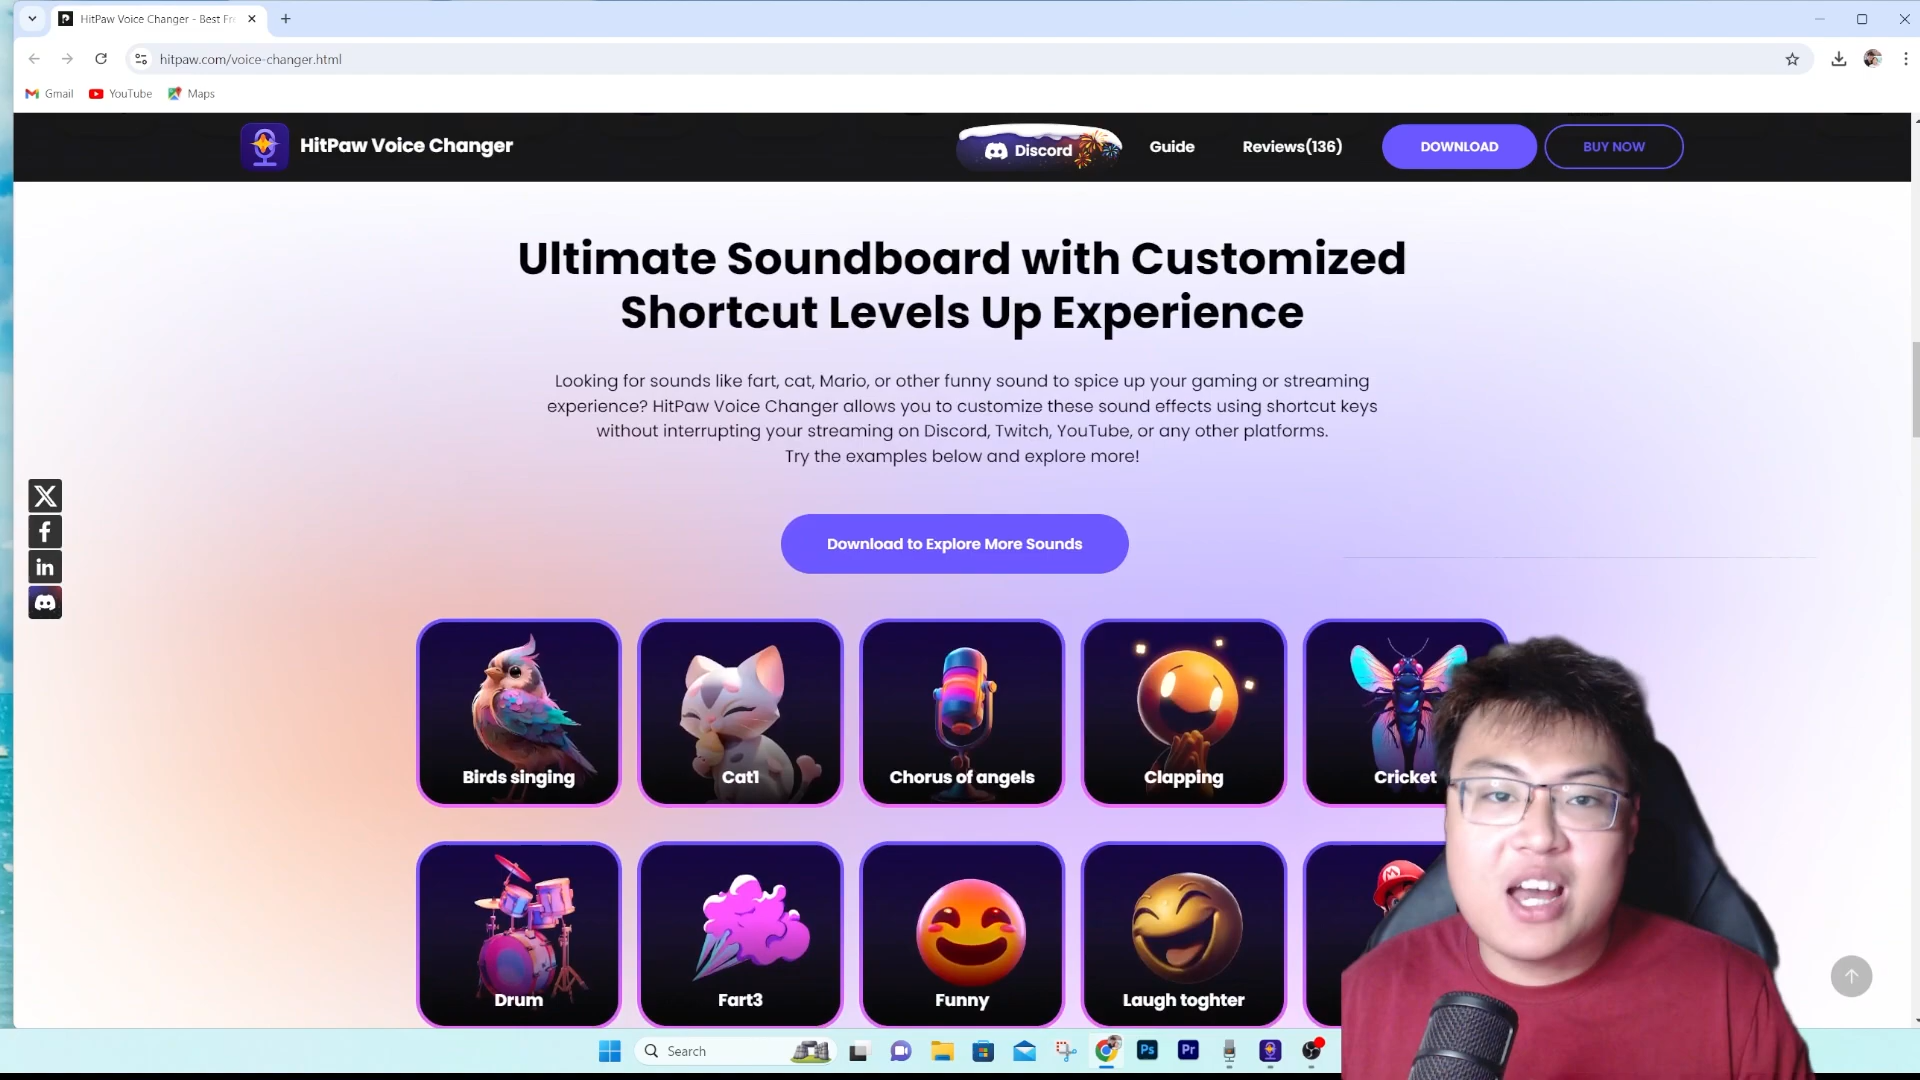 HitPaw Voice Changer - Best Fr
hitpaw.com/voice-changer.html
Gmail YouTube Maps
HitPaw Voice Changer
Discord
Guide
Reviews(136)
DOWNLOAD
BUY NOW
Ultimate Soundboard with Customized
Shortcut Levels Up Experience
Looking for sounds like fart, cat, Mario, or other funny sound to spice up your gaming or streaming
experience? HitPaw Voice Changer allows you to customize these sound effects using shortcut keys
without interrupting your streaming on Discord, Twitch, YouTube, or any other platforms.
Try the examples below and explore more!
Download to Explore More Sounds
Birds singing
Cat1
Chorus of angels
Clapping
Cricket
Drum
Fart3
Funny
Laugh toghter
Search
Ps
Pr